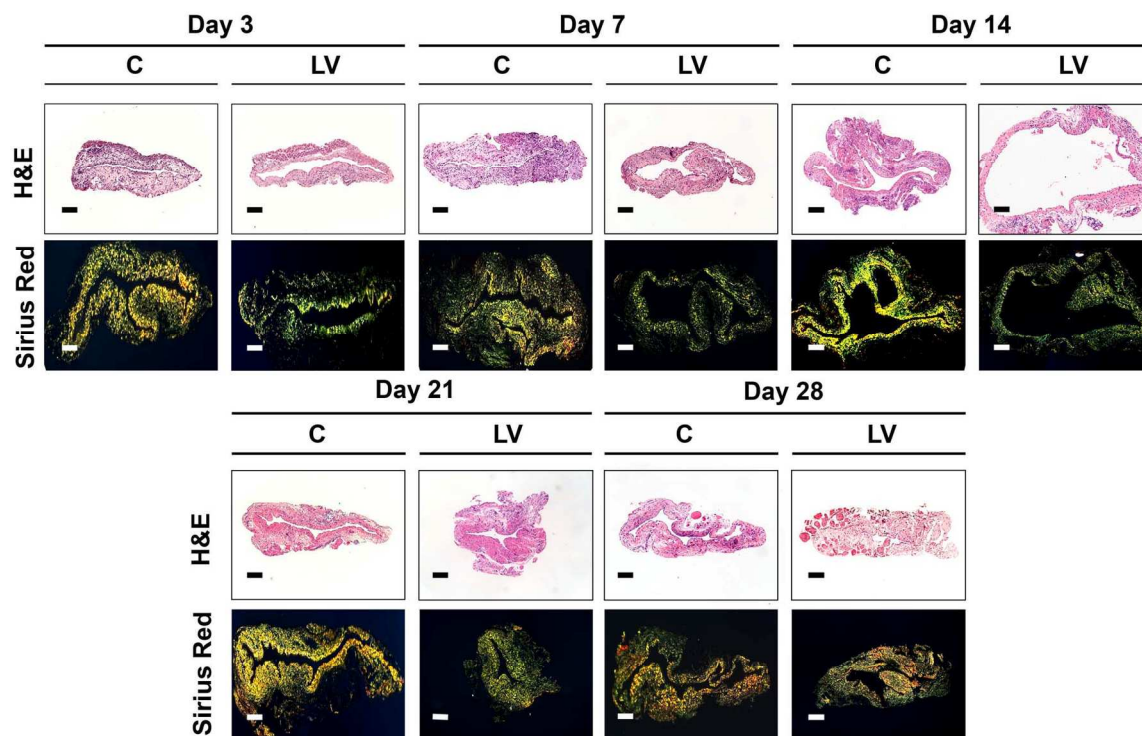 Day 3 Day 7 Day 14
C LV C LV C LV
H&E
Sirius Red
Day 21 Day 28
C LV C LV
H&E
Sirius Red